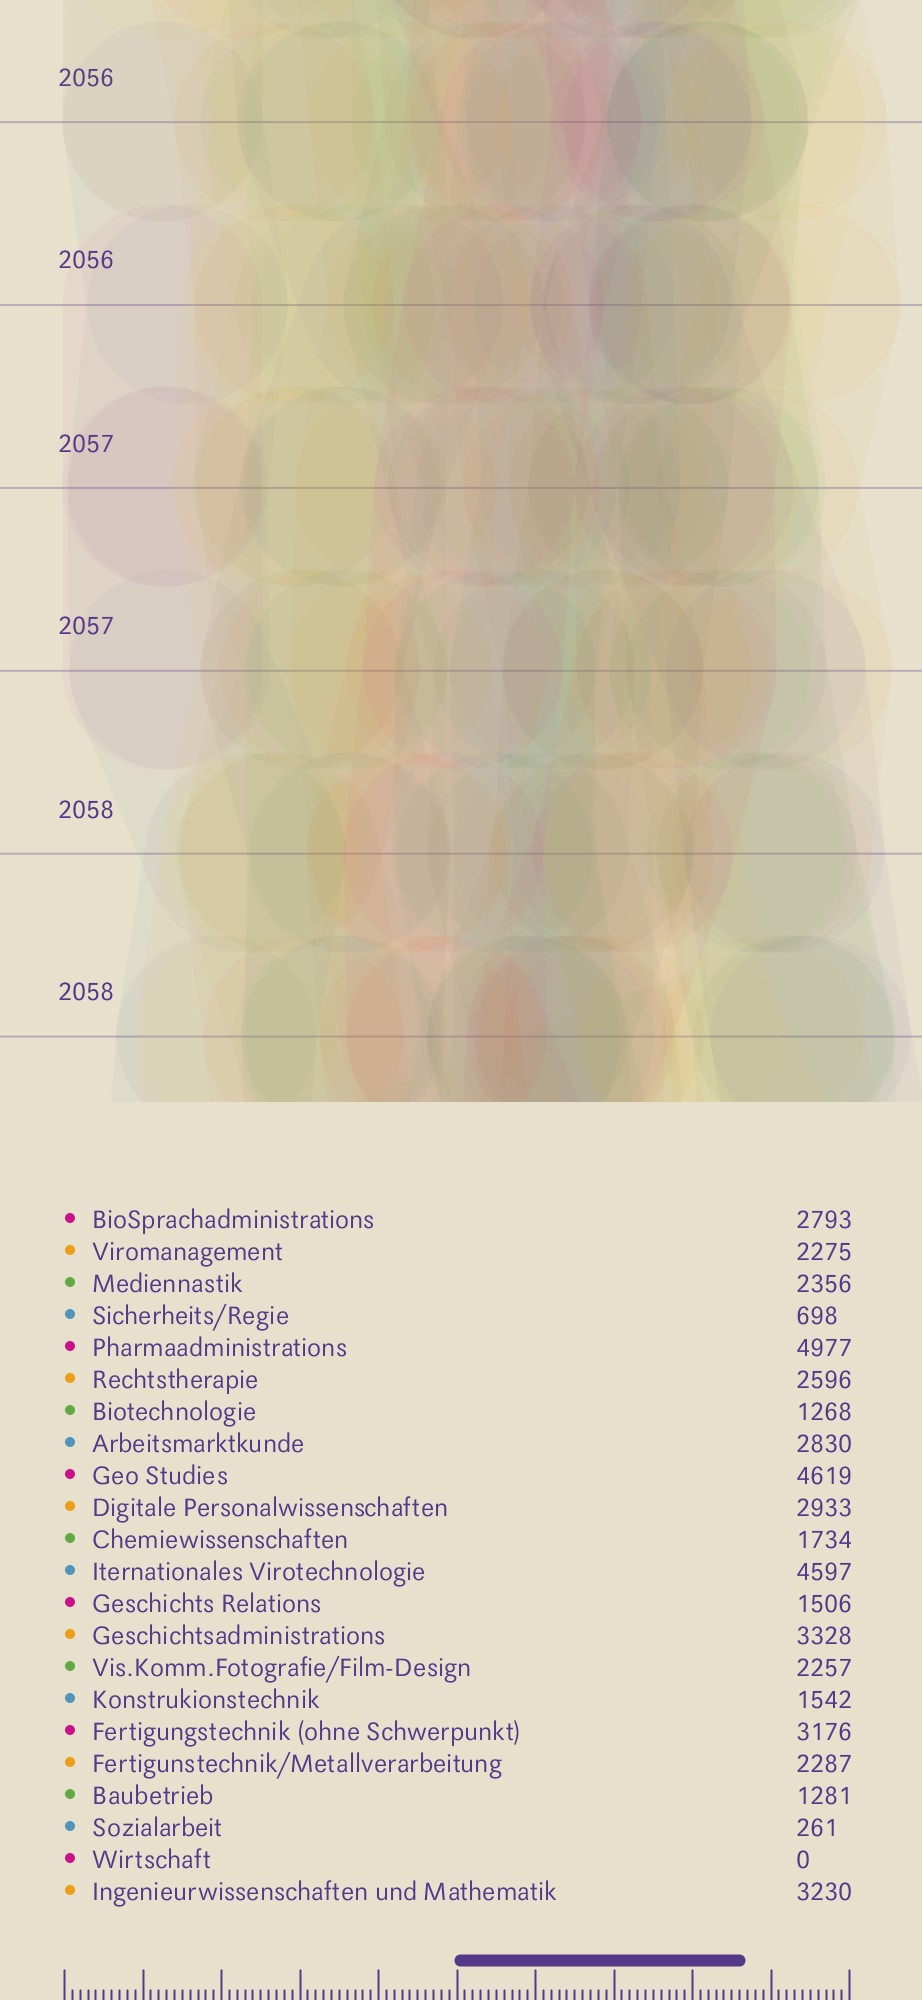 2056
2056
2057
2057
2058
2058
BioSprachadministrations 2793
Viromanagement 2275
Mediennastik 2356
Sicherheits/Regie 698
Pharmaadministrations 4977
Rechtstherapie 2596
Biotechnologie 1268
Arbeitsmarktkunde 2830
Geo Studies 4619
Digitale Personalwissenschaften 2933
Chemiewissenschaften 1734
Iternationales Virotechnologie 4597
Geschichts Relations 1506
Geschichtsadministrations 3328
Vis.Komm.Fotografie/Film-Design 2257
Konstrukionstechnik 1542
Fertigungstechnik (ohne Schwerpunkt) 3176
Fertigunstechnik/Metallverarbeitung 2287
Baubetrieb 1281
Sozialarbeit 261
Wirtschaft 0
Ingenieurwissenschaften und Mathematik 3230